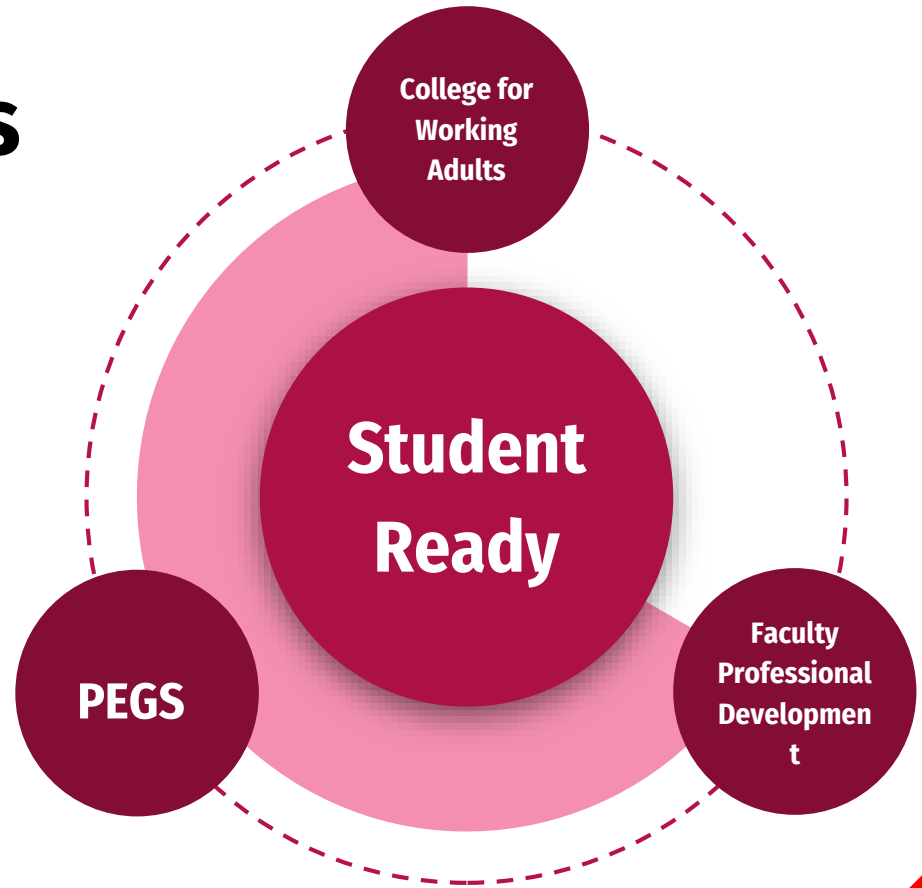 s
College for
Working
Adults
Student
Ready
PEGS
Faculty
Professional
Developmen
t